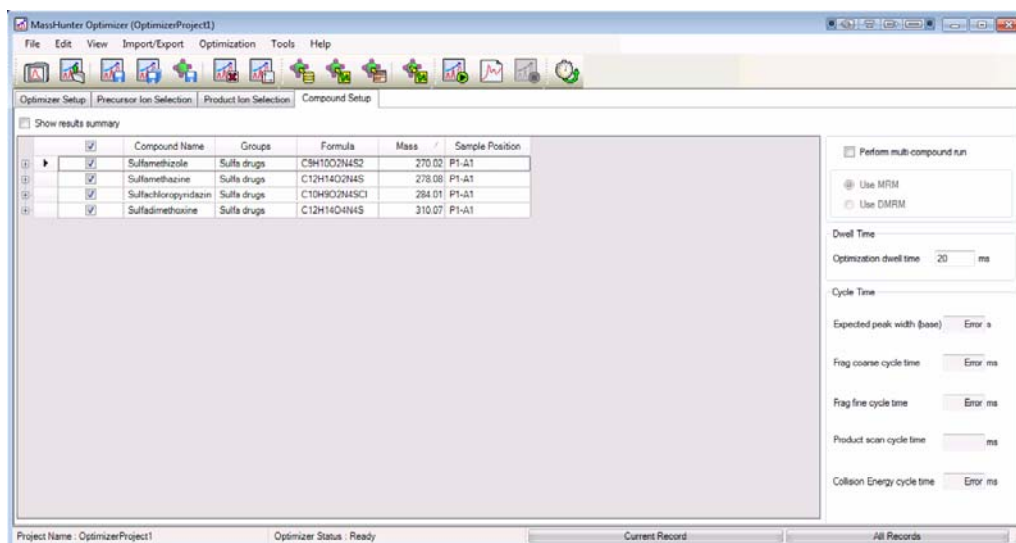 MassHunter Optimizer (OptimizerProject1)
File Edit View Import/Export Optimization Tools Help
Optimizer Setup Precursor Ion Selection Product Ion Selection Compound Setup
Show results summary
Compound Name Groups Formula Mass Sample Position
Sulfamethizole Sulfa drugs C9H10O2N4S2 270.02 P1-A1
Sulfamethazine Sulfa drugs C12H14O2N4S 278.08 P1-A1
Sulfachloropyridazin Sulfa drugs C10H9O2N4SCl 284.01 P1-A1
Sulfadimethoxine Sulfa drugs C12H14O4N4S 310.07 P1-A1
Perform multi-compound run
Use MRM
Use DMRM
Dwell Time
Optimization dwell time 20 ms
Cycle Time
Expected peak width (base) Error s
Frag coarse cycle time Error ms
Frag fine cycle time Error ms
Product scan cycle time ms
Collision Energy cycle time Error ms
Project Name : OptimizerProject1 Optimizer Status : Ready Current Record All Records